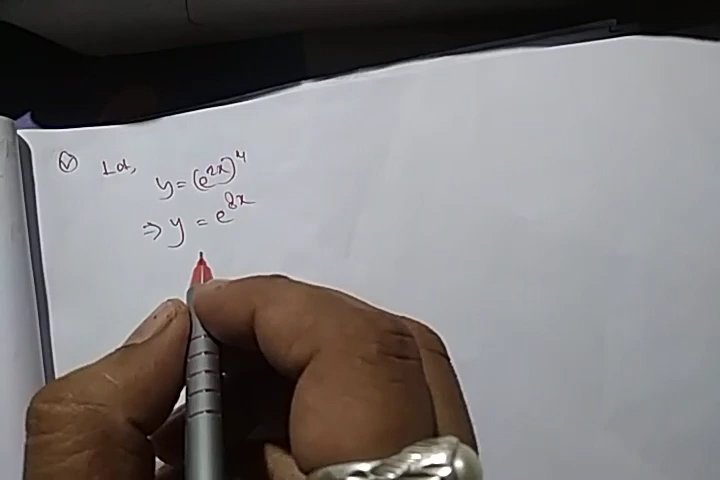 (v) Let,
y = (e^{2x})^4
⇒ y = e^{8x}